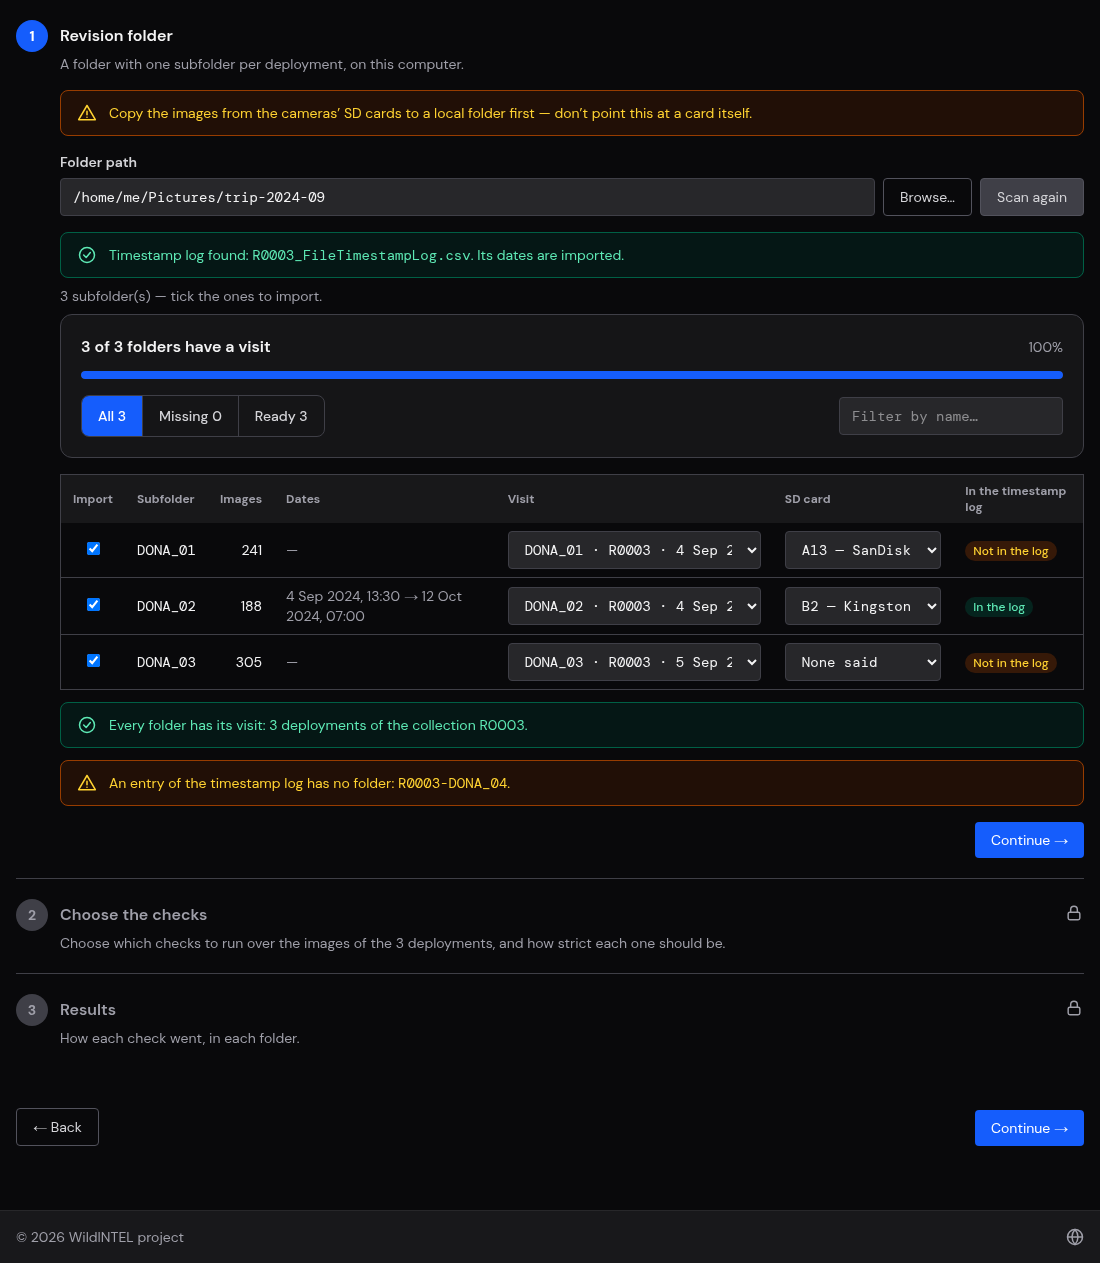 1
Revision folder
A folder with one subfolder per deployment, on this computer.
Copy the images from the cameras’ SD cards to a local folder first — don’t point this at a card itself.
Folder path
/home/me/Pictures/trip-2024-09
Browse…
Scan again
Timestamp log found: R0003_FileTimestampLog.csv. Its dates are imported.
3 subfolder(s) — tick the ones to import.
3 of 3 folders have a visit
100%
All 3
Missing 0
Ready 3
Filter by name…
Import
Subfolder
Images
Dates
Visit
SD card
In the timestamp
log
DONA_01
241
—
DONA_01 · R0003 · 4 Sep 2
A13 — SanDisk
Not in the log
DONA_02
188
4 Sep 2024, 13:30 → 12 Oct
2024, 07:00
DONA_02 · R0003 · 4 Sep 2
B2 — Kingston
In the log
DONA_03
305
—
DONA_03 · R0003 · 5 Sep 2
None said
Not in the log
Every folder has its visit: 3 deployments of the collection R0003.
An entry of the timestamp log has no folder: R0003-DONA_04.
Continue →
2
Choose the checks
Choose which checks to run over the images of the 3 deployments, and how strict each one should be.
3
Results
How each check went, in each folder.
← Back
Continue →
© 2026 WildINTEL project